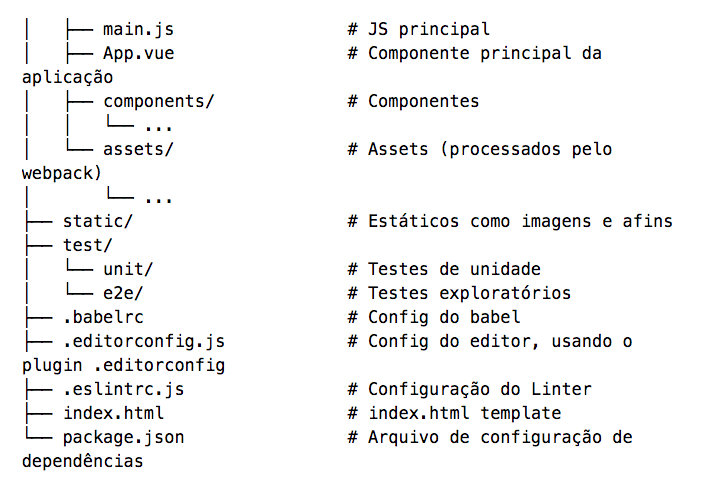 │   ├── main.js                 # JS principal
│   ├── App.vue                 # Componente principal da
aplicação
│   ├── components/             # Componentes
│   │   └── ...
│   └── assets/                 # Assets (processados pelo
webpack)
│       └── ...
├── static/                     # Estáticos como imagens e afins
├── test/
│   └── unit/                   # Testes de unidade
│   └── e2e/                    # Testes exploratórios
├── .babelrc                    # Config do babel
├── .editorconfig.js            # Config do editor, usando o
plugin .editorconfig
├── .eslintrc.js                # Configuração do Linter
├── index.html                  # index.html template
└── package.json                # Arquivo de configuração de
dependências